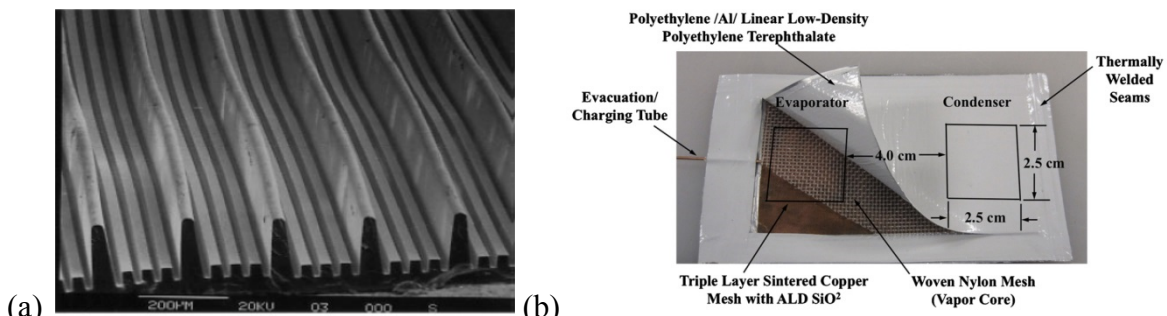 (a)
200µM 20KV 03 000 S
(b)
Polyethylene /Al/ Linear Low-Density
Polyethylene Terephthalate
Evacuation/
Charging Tube
Evaporator
Condenser
Thermally
Welded
Seams
4.0 cm
2.5 cm
2.5 cm
Triple Layer Sintered Copper
Mesh with ALD SiO²
Woven Nylon Mesh
(Vapor Core)